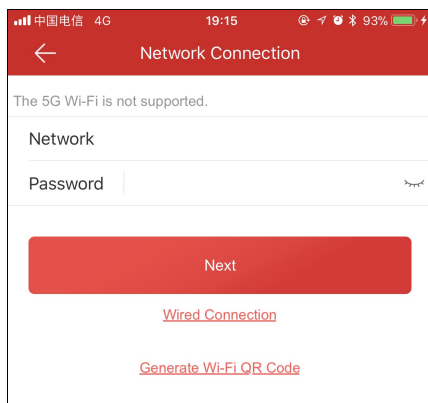 中国电信 4G 19:15 93%
Network Connection
The 5G Wi-Fi is not supported.
Network
Password
Next
Wired Connection
Generate Wi-Fi QR Code